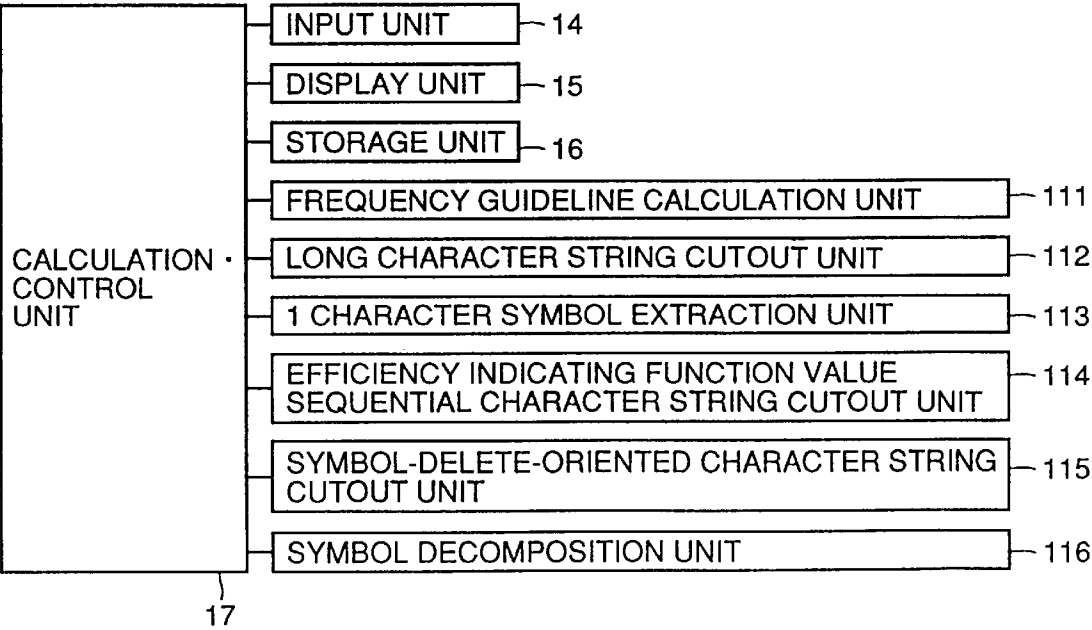 INPUT UNIT 14
DISPLAY UNIT 15
STORAGE UNIT 16
FREQUENCY GUIDELINE CALCULATION UNIT 111
CALCULATION ·
CONTROL
UNIT
LONG CHARACTER STRING CUTOUT UNIT 112
1 CHARACTER SYMBOL EXTRACTION UNIT 113
EFFICIENCY INDICATING FUNCTION VALUE
SEQUENTIAL CHARACTER STRING CUTOUT UNIT 114
SYMBOL-DELETE-ORIENTED CHARACTER STRING
CUTOUT UNIT 115
SYMBOL DECOMPOSITION UNIT 116
17